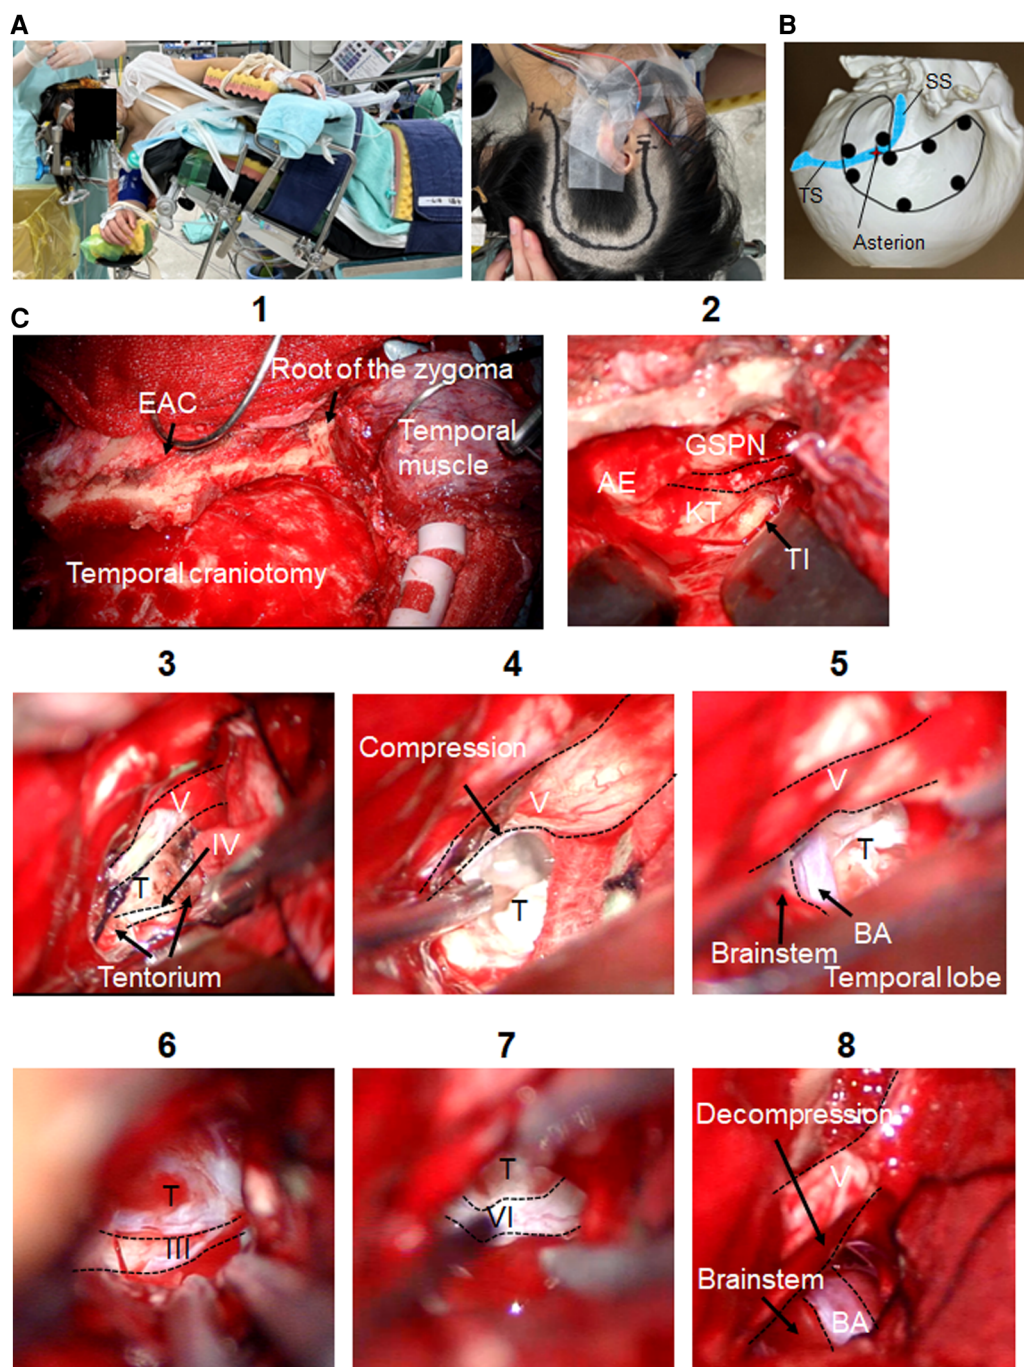 A
B
SS
TS
Asterion
C
1
2
EAC
Root of the zygoma
Temporal
muscle
Temporal craniotomy
GSPN
AE
KT
TI
3
4
5
V
IV
T
Tentorium
Compression
V
T
V
T
BA
Brainstem
Temporal lobe
6
7
8
T
III
T
VI
Decompression
V
Brainstem
BA